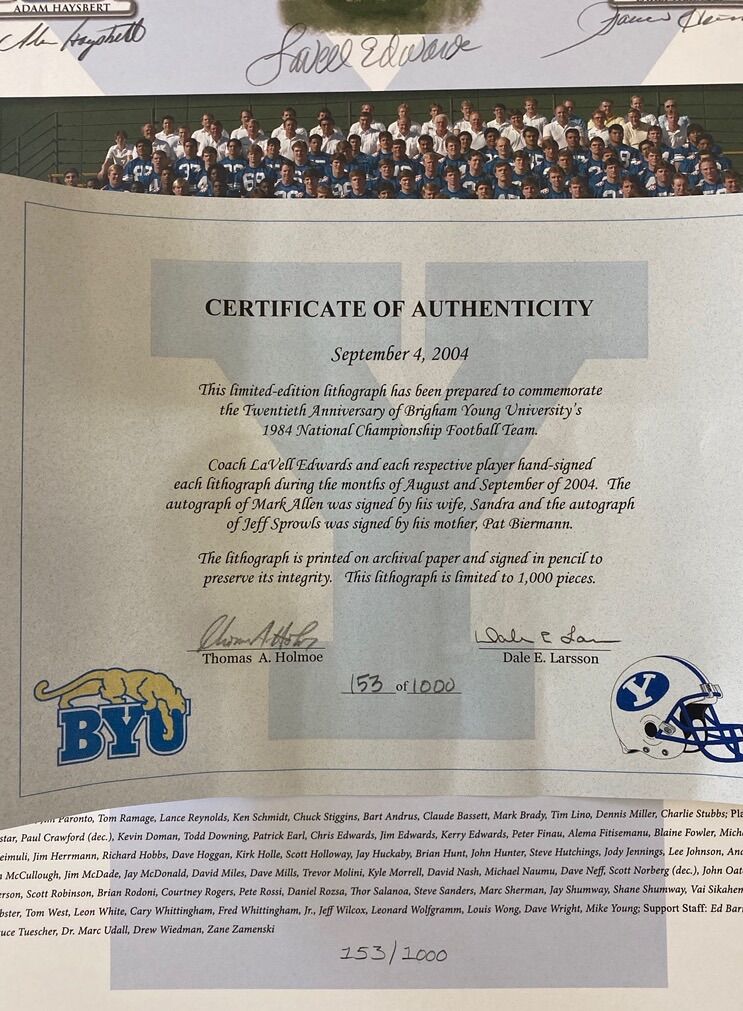 ADAM HAYSBERT
LaVell Edwards
CERTIFICATE OF AUTHENTICITY
September 4, 2004
This limited-edition lithograph has been prepared to commemorate
the Twentieth Anniversary of Brigham Young University's
1984 National Championship Football Team.
Coach LaVell Edwards and each respective player hand-signed
each lithograph during the months of August and September of 2004. The
autograph of Mark Allen was signed by his wife, Sandra and the autograph
of Jeff Sprowls was signed by his mother, Pat Biermann.
The lithograph is printed on archival paper and signed in pencil to
preserve its integrity. This lithograph is limited to 1,000 pieces.
Thomas A. Holmoe
Dale E. Larsson
153 of 1000
BYU
Y
Paronto, Tom Ramage, Lance Reynolds, Ken Schmidt, Chuck Stiggins, Bart Andrus, Claude Bassett, Mark Brady, Tim Lino, Dennis Miller, Charlie Stubbs;
Paul Crawford (dec.), Kevin Doman, Todd Downing, Patrick Earl, Chris Edwards, Jim Edwards, Kerry Edwards, Peter Finau, Alema Fitisemanu, Blaine Fowler,
Jim Herrmann, Richard Hobbs, Dave Hoggan, Kirk Holle, Scott Holloway, Jay Huckaby, Brian Hunt, John Hunter, Steve Hutchings, Jody Jennings, Lee Johnson,
McCullough, Jim McDade, Jay McDonald, David Miles, Dave Mills, Trevor Molini, Kyle Morrell, David Nash, Michael Naumu, Dave Neff, Scott Norberg (dec.), John
Scott Robinson, Brian Rodoni, Courtney Rogers, Pete Rossi, Daniel Rozsa, Thor Salanoa, Steve Sanders, Marc Sherman, Jay Shumway, Shane Shumway, Vai
Tom West, Leon White, Cary Whittingham, Fred Whittingham, Jr., Jeff Wilcox, Leonard Wolfgramm, Louis Wong, Dave Wright, Mike Young; Support Staff: Ed
Tuescher, Dr. Marc Udall, Drew Wiedman, Zane Zamenski
153/1000